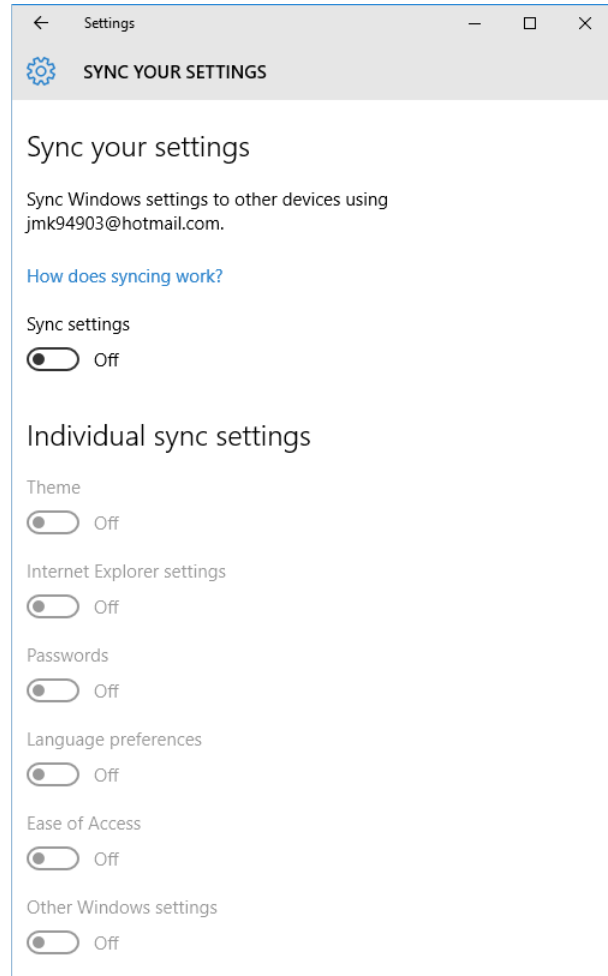 Settings
SYNC YOUR SETTINGS
Sync your settings
Sync Windows settings to other devices using
jmk94903@hotmail.com.
How does syncing work?
Sync settings
Off
Individual sync settings
Theme
Off
Internet Explorer settings
Off
Passwords
Off
Language preferences
Off
Ease of Access
Off
Other Windows settings
Off